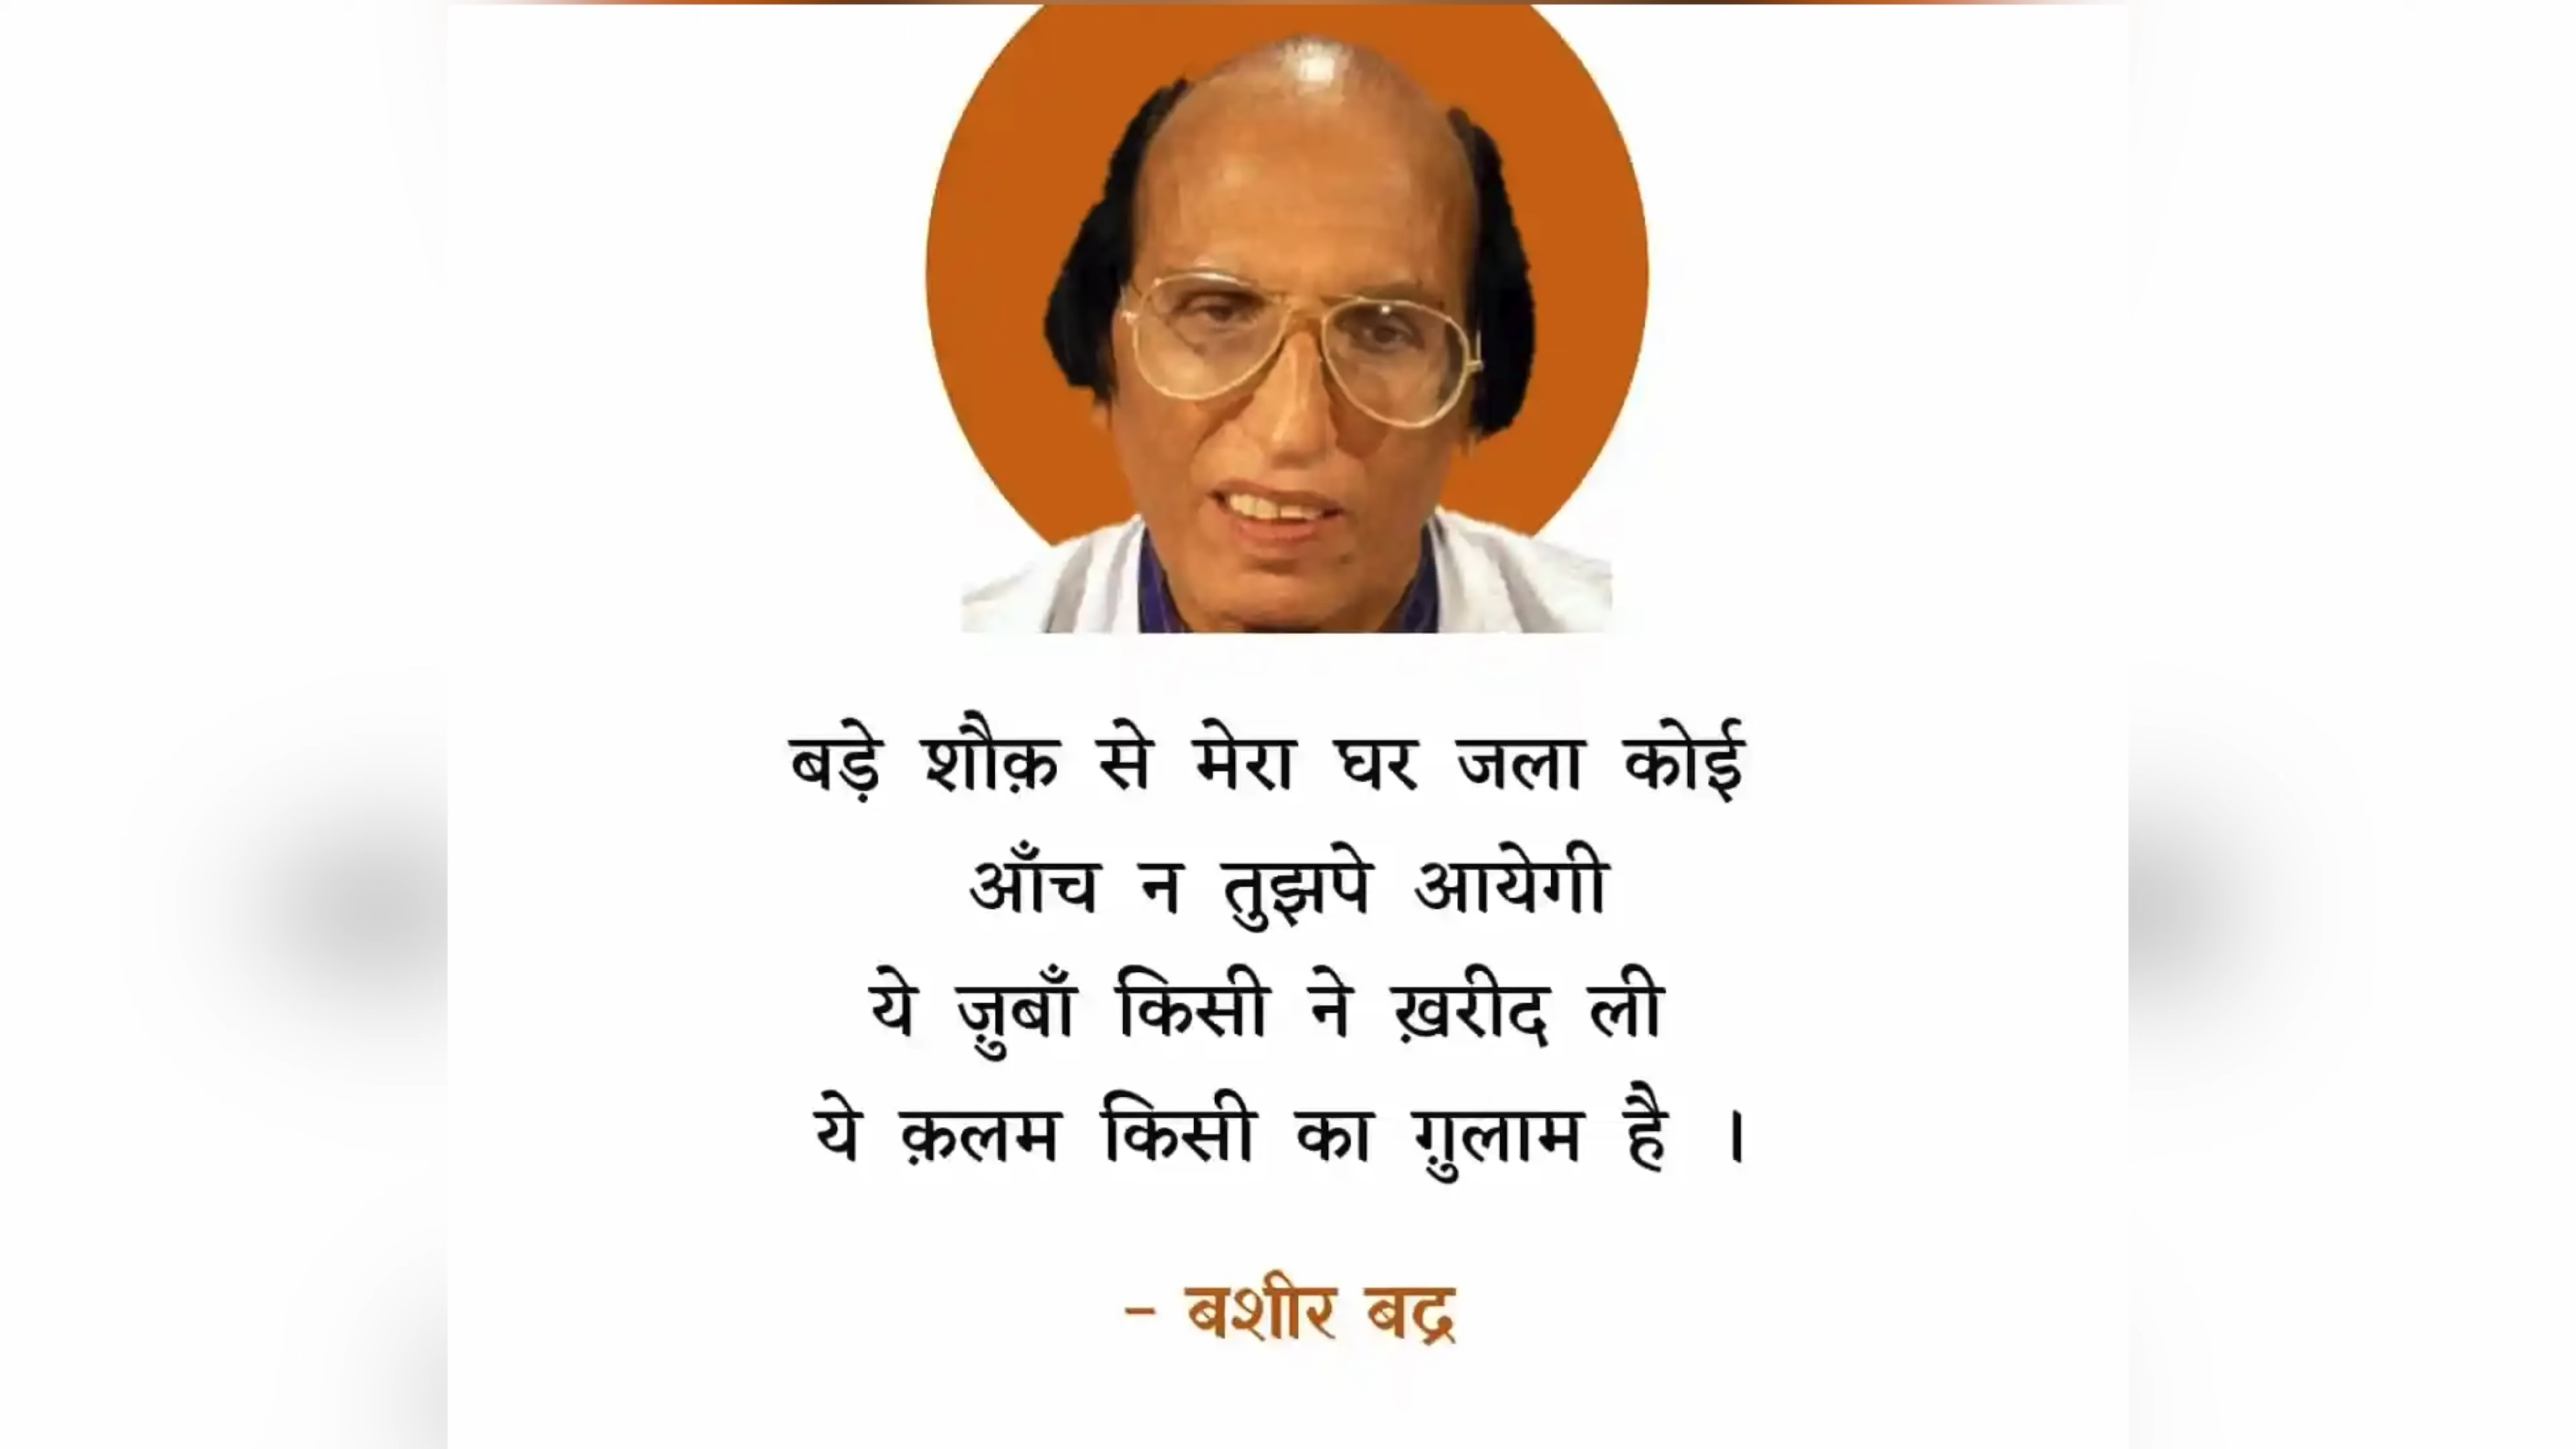 बड़े शौक़ से मेरा घर जला कोई
आँच न तुझपे आयेगी
ये ज़ुबाँ किसी ने ख़रीद ली
ये क़लम किसी का ग़ुलाम है ।
- बशीर बद्र